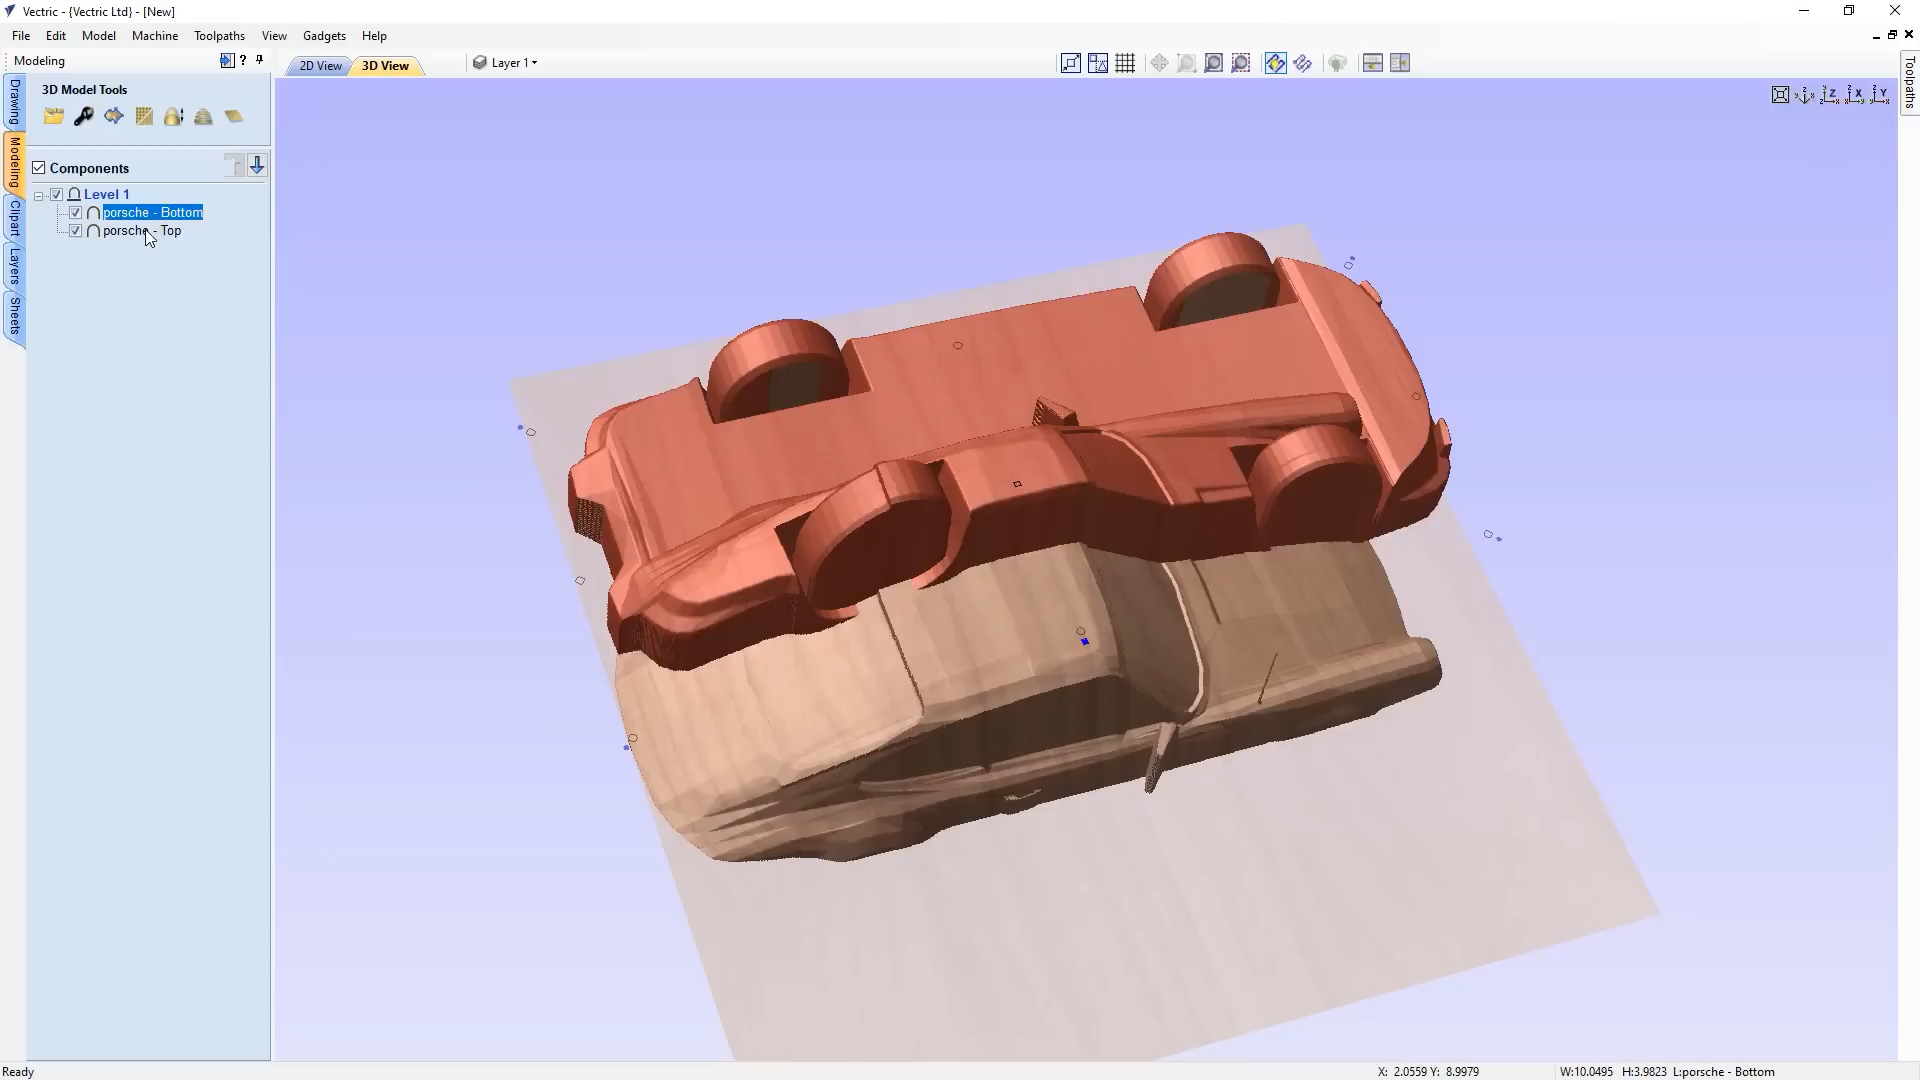 Vectric - {Vectric Ltd} - [New]
File Edit Model Machine Toolpaths View Gadgets Help
Modeling ?
2D View 3D View Layer 1
3D Model Tools
Drawing
Modeling
Clipart
Layers
Sheets
Components
Level 1
porsche - Bottom
porsche - Top
Z X Y
Toolpaths
Ready
X: 2.0559 Y: 8.9979
W:10.0495 H:3.9823 L:porsche - Bottom